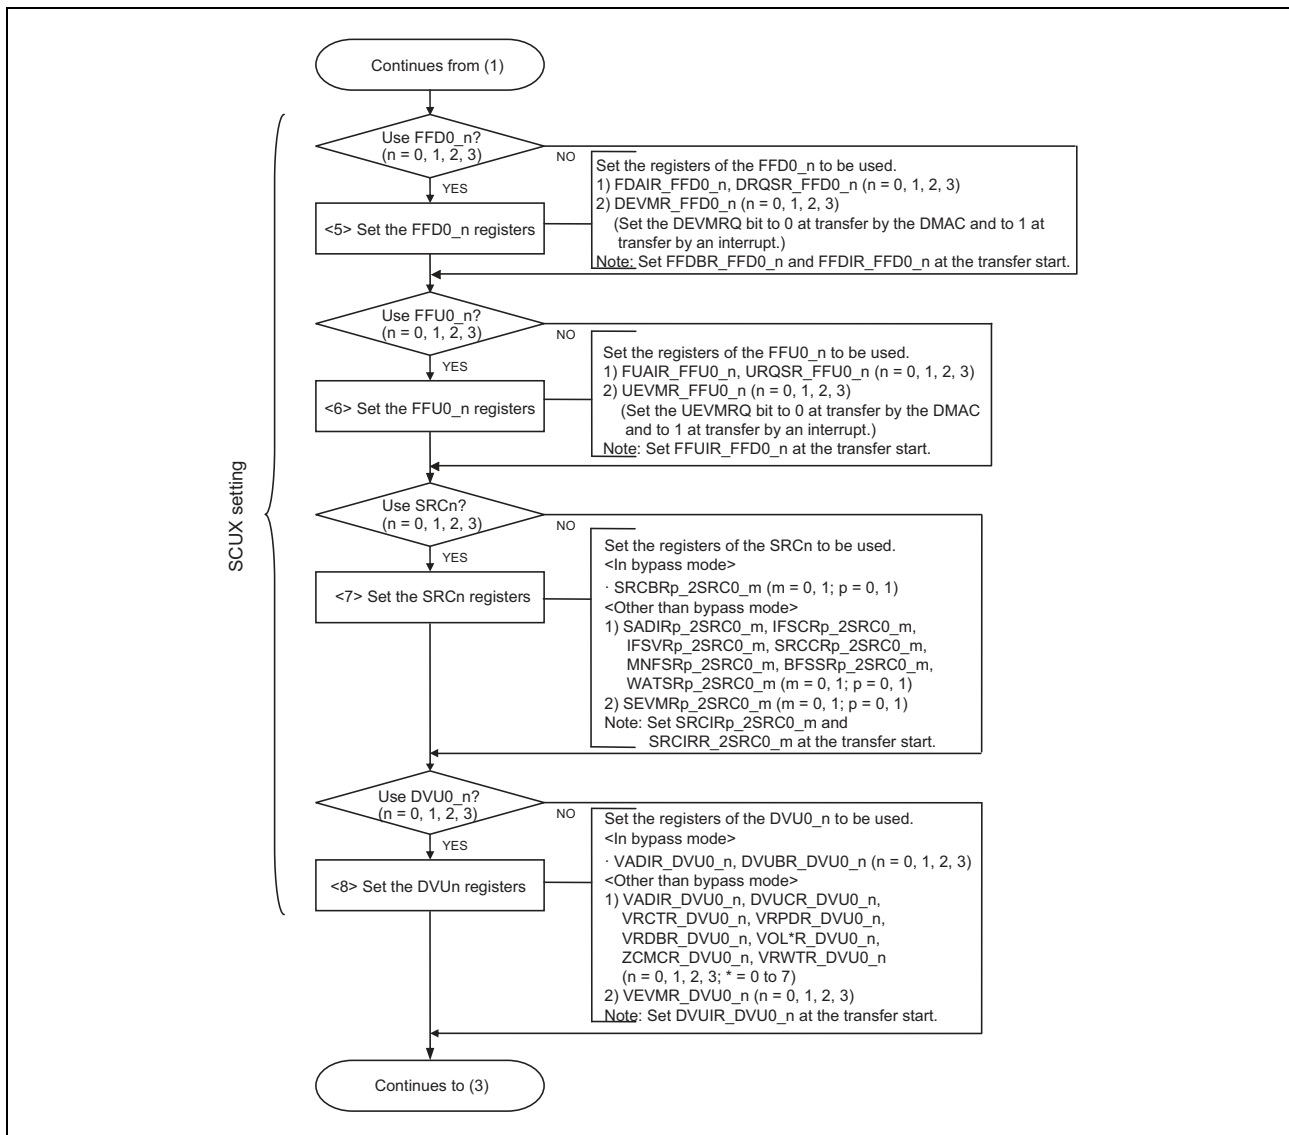 Continues from (1)
Use FFD0_n?
(n = 0, 1, 2, 3)
NO
YES
<5> Set the FFD0_n registers
Set the registers of the FFD0_n to be used.
1) FDAIR_FFD0_n, DRQSR_FFD0_n (n = 0, 1, 2, 3)
2) DEVMR_FFD0_n (n = 0, 1, 2, 3)
(Set the DEVMRQ bit to 0 at transfer by the DMAC and to 1 at
transfer by an interrupt.)
Note: Set FFDBR_FFD0_n and FFDIR_FFD0_n at the transfer start.
Use FFU0_n?
(n = 0, 1, 2, 3)
NO
YES
<6> Set the FFU0_n registers
Set the registers of the FFU0_n to be used.
1) FUAIR_FFU0_n, URQSR_FFU0_n (n = 0, 1, 2, 3)
2) UEVMR_FFU0_n (n = 0, 1, 2, 3)
(Set the UEVMRQ bit to 0 at transfer by the DMAC
and to 1 at transfer by an interrupt.)
Note: Set FFUIR_FFD0_n at the transfer start.
SCUX setting
Use SRCn?
(n = 0, 1, 2, 3)
NO
YES
<7> Set the SRCn registers
Set the registers of the SRCn to be used.
<In bypass mode>
· SRCBRp_2SRC0_m (m = 0, 1; p = 0, 1)
<Other than bypass mode>
1) SADIRp_2SRC0_m, IFSCRp_2SRC0_m,
IFSVRp_2SRC0_m, SRCCRp_2SRC0_m,
MNFSRp_2SRC0_m, BFSSRp_2SRC0_m,
WATSRp_2SRC0_m (m = 0, 1; p = 0, 1)
2) SEVMRp_2SRC0_m (m = 0, 1; p = 0, 1)
Note: Set SRCIRp_2SRC0_m and
SRCIRR_2SRC0_m at the transfer start.
Use DVU0_n?
(n = 0, 1, 2, 3)
NO
YES
<8> Set the DVUn registers
Set the registers of the DVU0_n to be used.
<In bypass mode>
· VADIR_DVU0_n, DVUBR_DVU0_n (n = 0, 1, 2, 3)
<Other than bypass mode>
1) VADIR_DVU0_n, DVUCR_DVU0_n,
VRCTR_DVU0_n, VRPDR_DVU0_n,
VRDBR_DVU0_n, VOL*R_DVU0_n,
ZCMCR_DVU0_n, VRWTR_DVU0_n
(n = 0, 1, 2, 3; * = 0 to 7)
2) VEVMR_DVU0_n (n = 0, 1, 2, 3)
Note: Set DVUIR_DVU0_n at the transfer start.
Continues to (3)